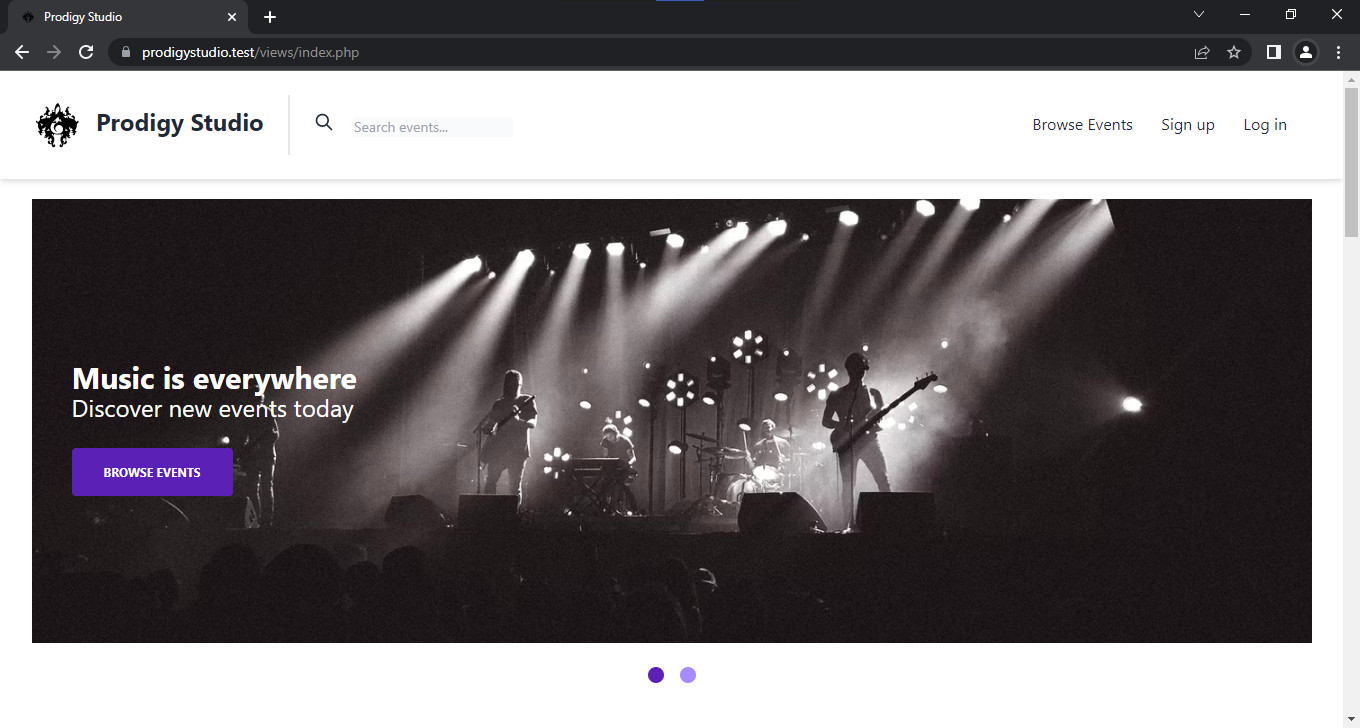 Prodigy Studio
prodigystudio.test/views/index.php
Prodigy Studio
Search events...
Browse Events
Sign up
Log in
Music is everywhere
Discover new events today
BROWSE EVENTS